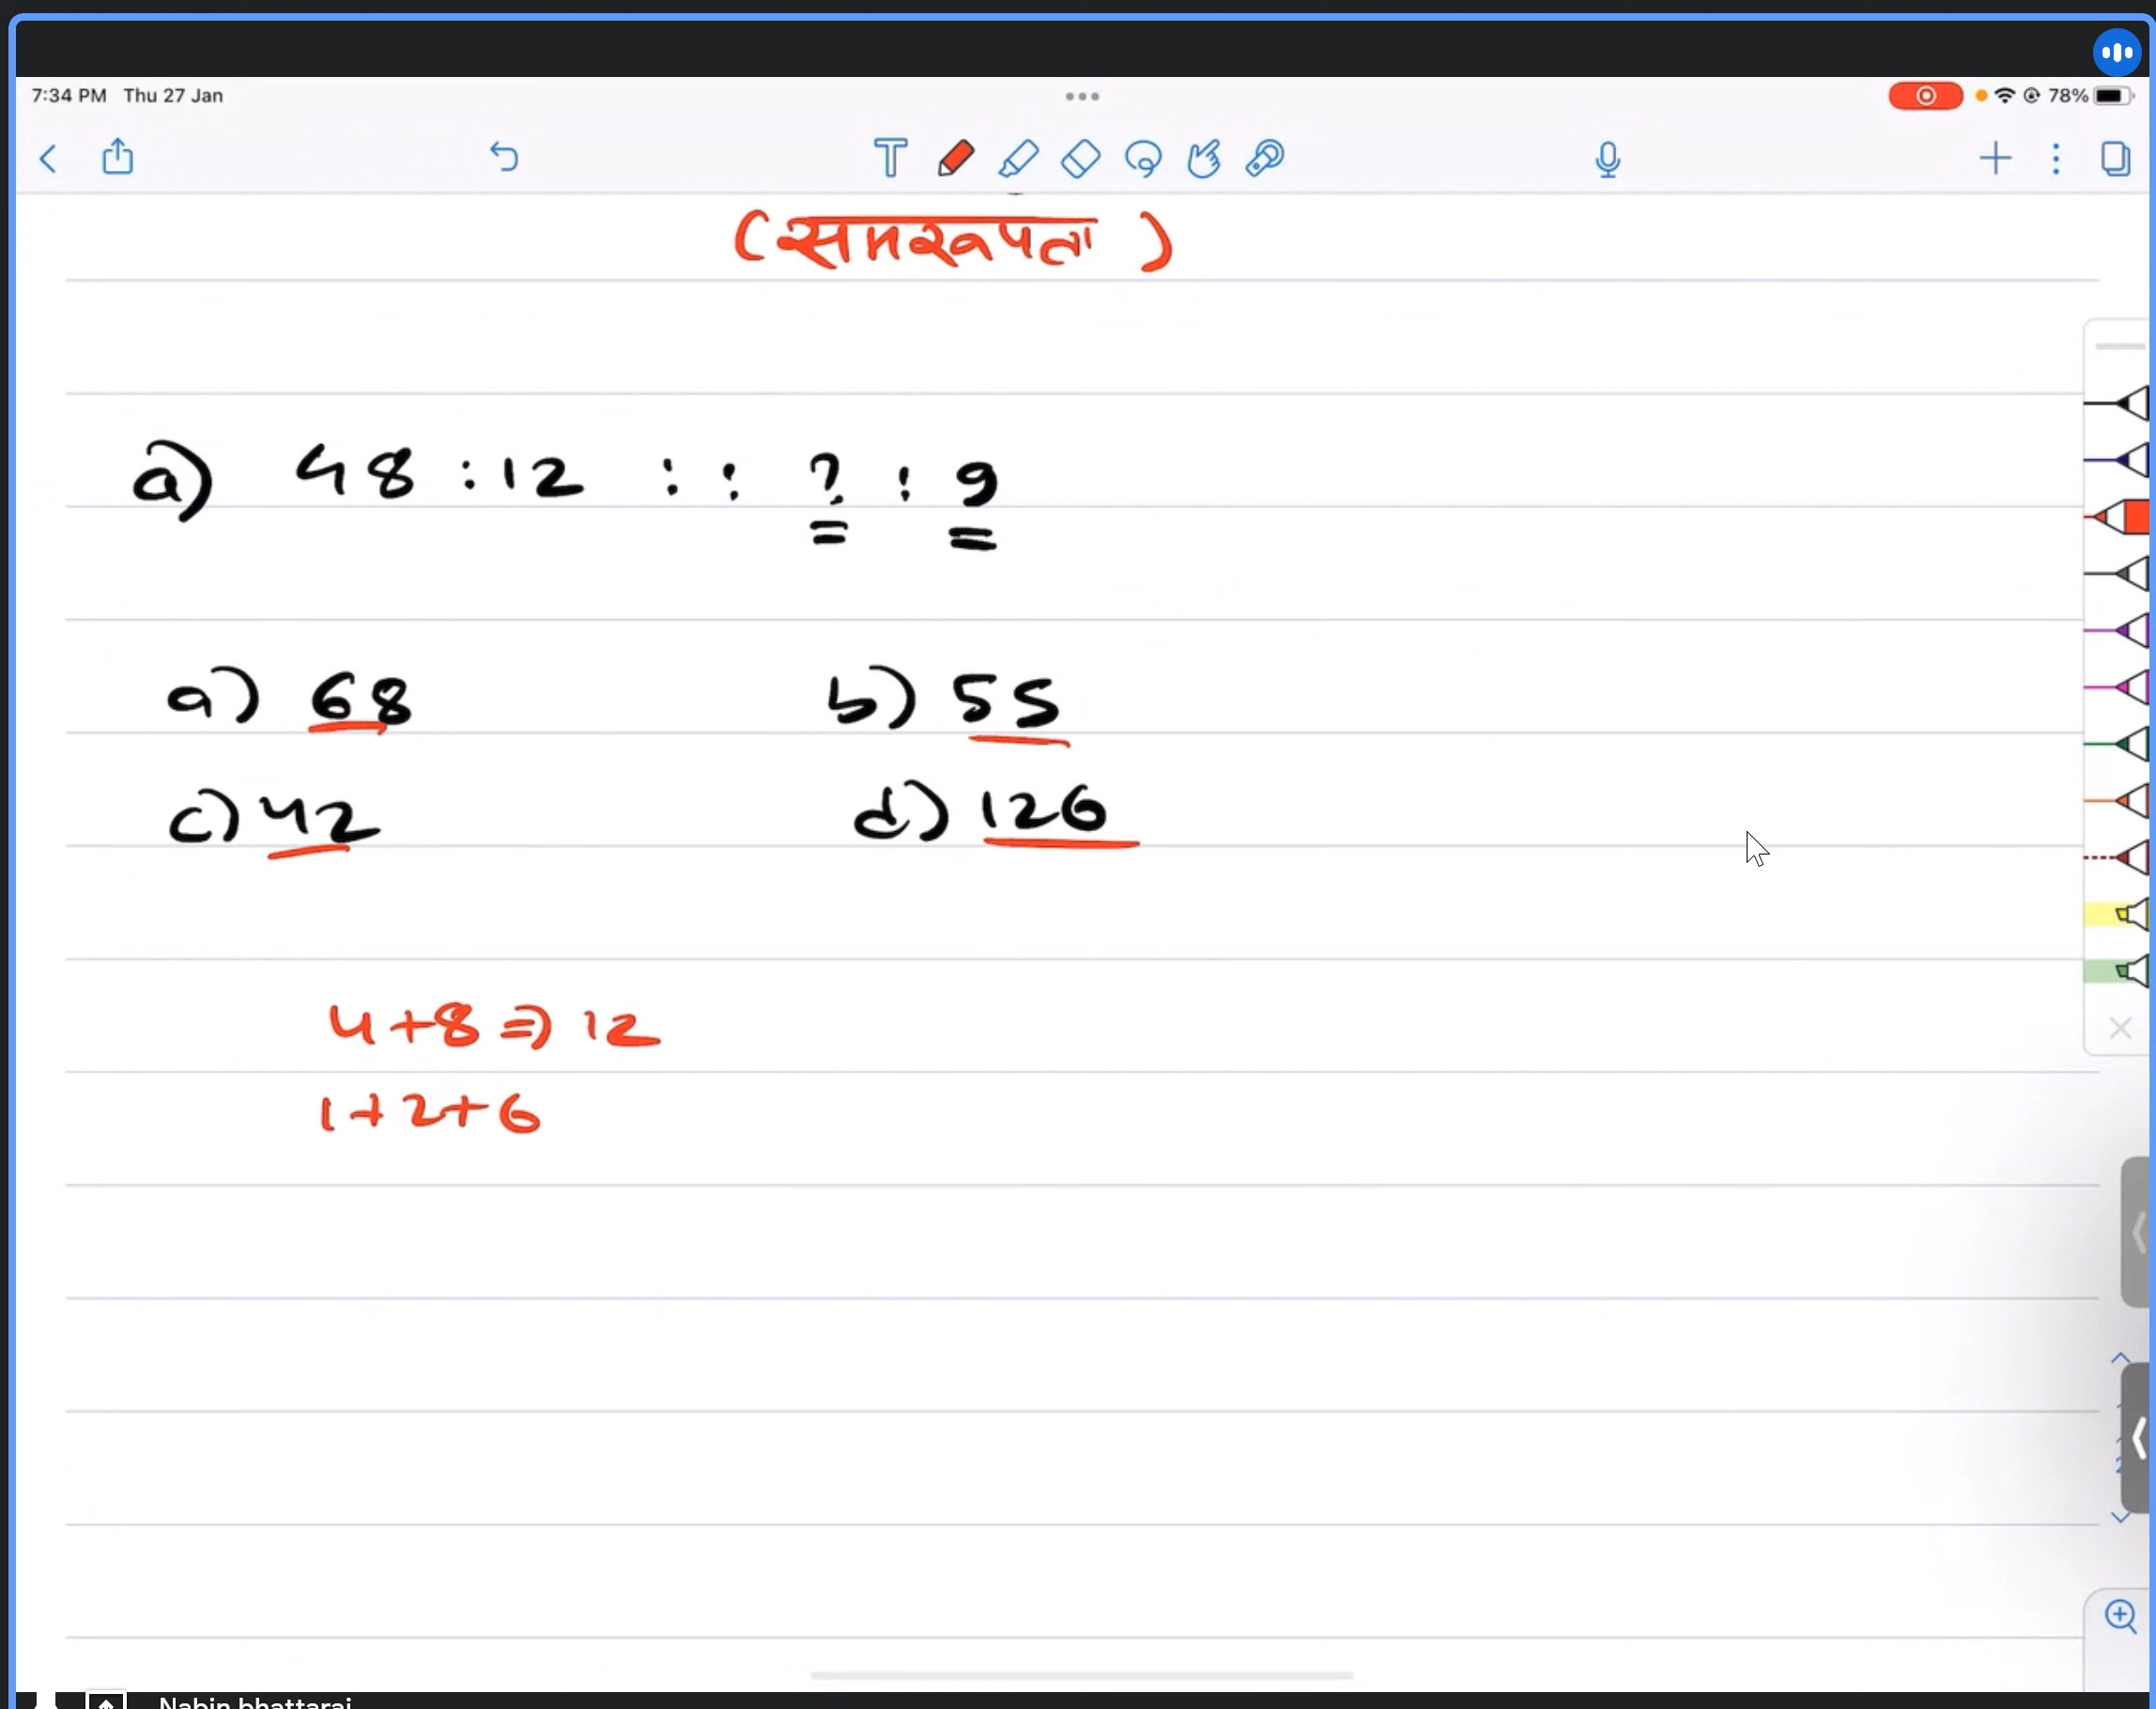 7:34 PM Thu 27 Jan
78%
T
(समरूपता)
a) 48 : 12 : : ? : 9
a) 68 b) 55
c) 42 d) 126
4+8 ⇒ 12
1+2+6
Nabin bhattarai